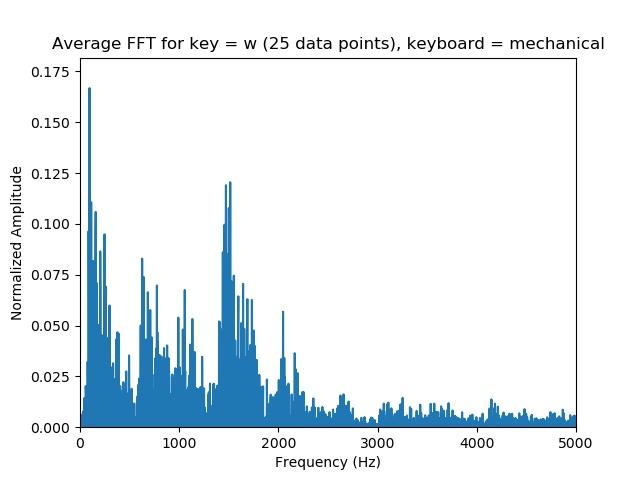 Average FFT for key = w (25 data points), keyboard = mechanical
0.175
0.150
0.125
0.100
0.075
0.050
0.025
0.000
Normalized Amplitude
0 1000 2000 3000 4000 5000
Frequency (Hz)